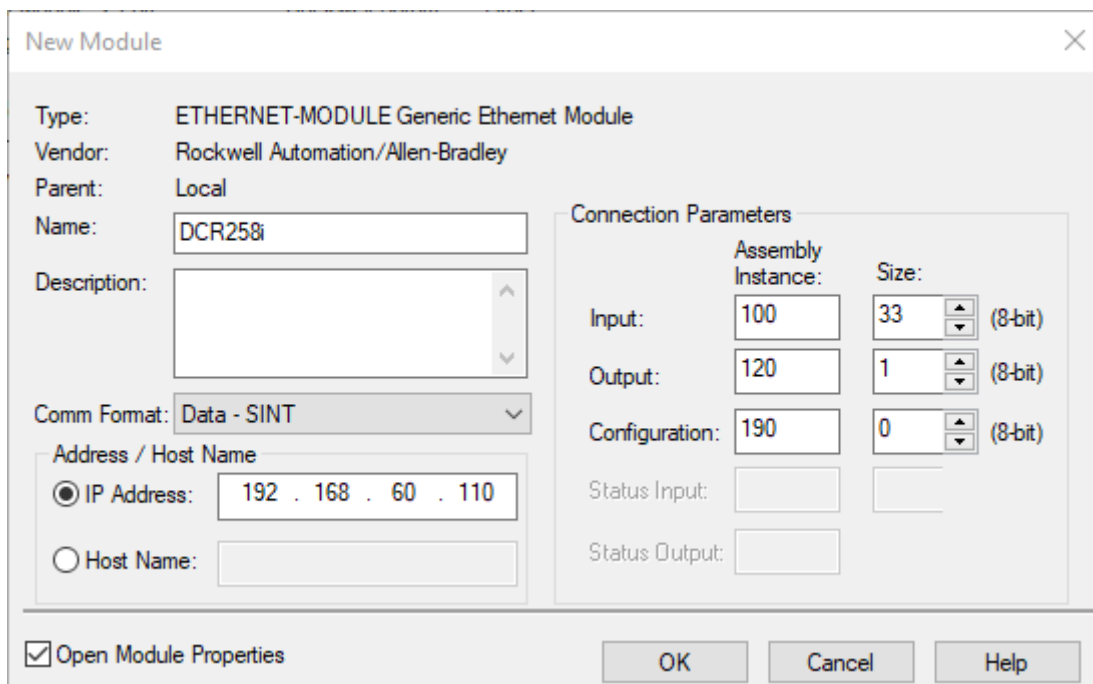 New Module
Type: ETHERNET-MODULE Generic Ethernet Module
Vendor: Rockwell Automation/Allen-Bradley
Parent: Local
Name: DCR258i
Description:
Comm Format: Data - SINT
Address / Host Name
IP Address: 192 . 168 . 60 . 110
Host Name:
Connection Parameters
Assembly
Instance: Size:
Input: 100 33 (8-bit)
Output: 120 1 (8-bit)
Configuration: 190 0 (8-bit)
Status Input:
Status Output:
Open Module Properties OK Cancel Help